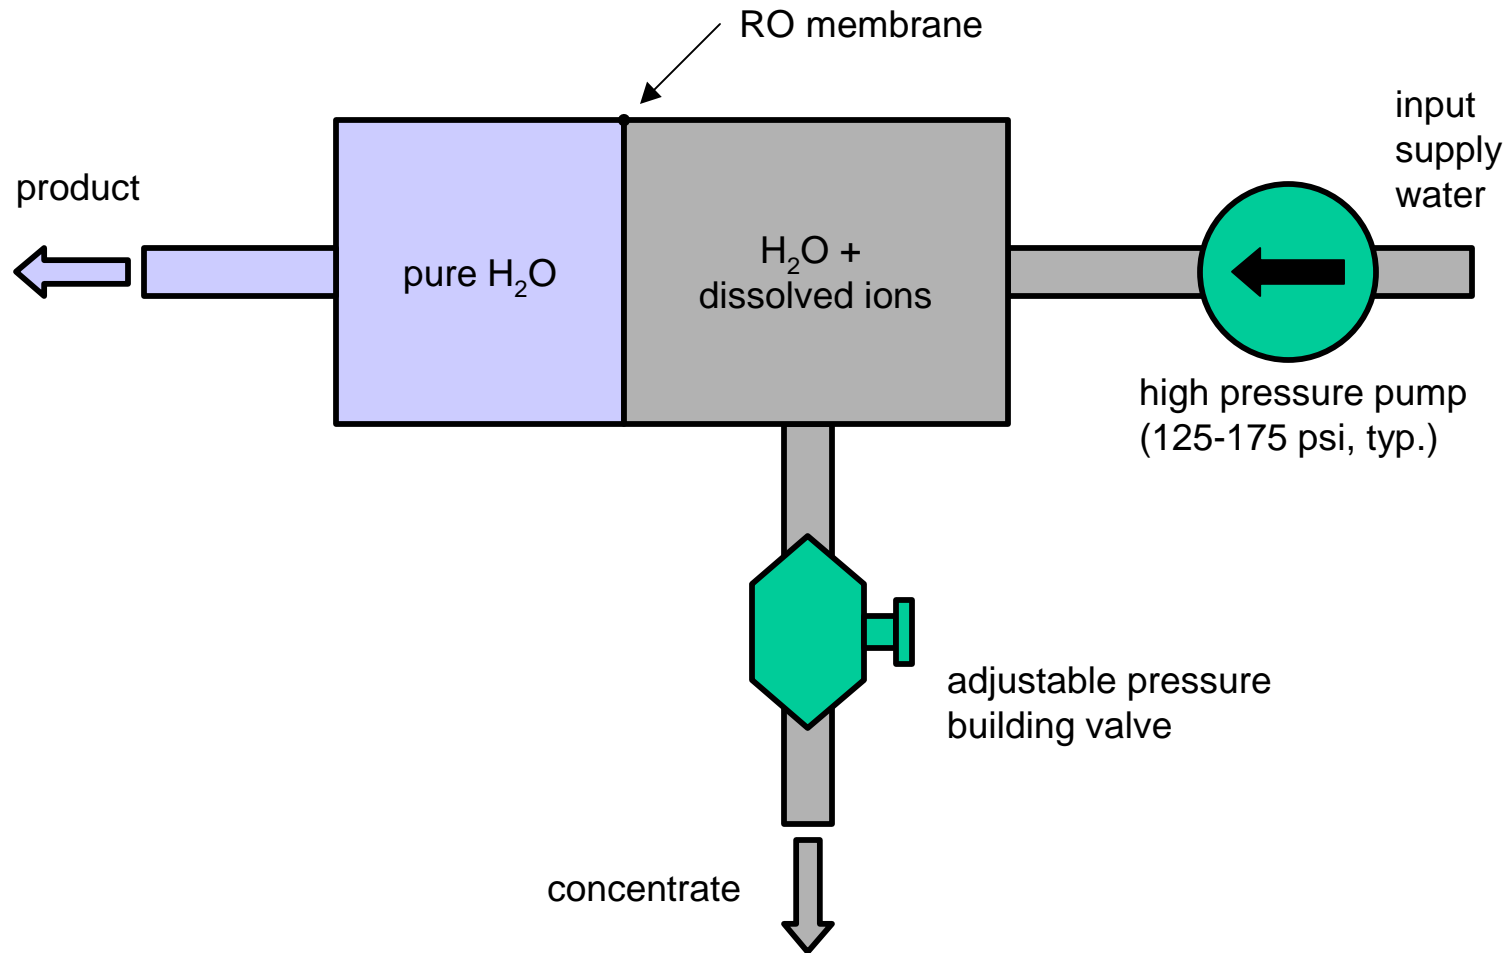 RO membrane
input
supply
water
product
pure H₂O
H₂O +
dissolved ions
high pressure pump
(125-175 psi, typ.)
adjustable pressure
building valve
concentrate